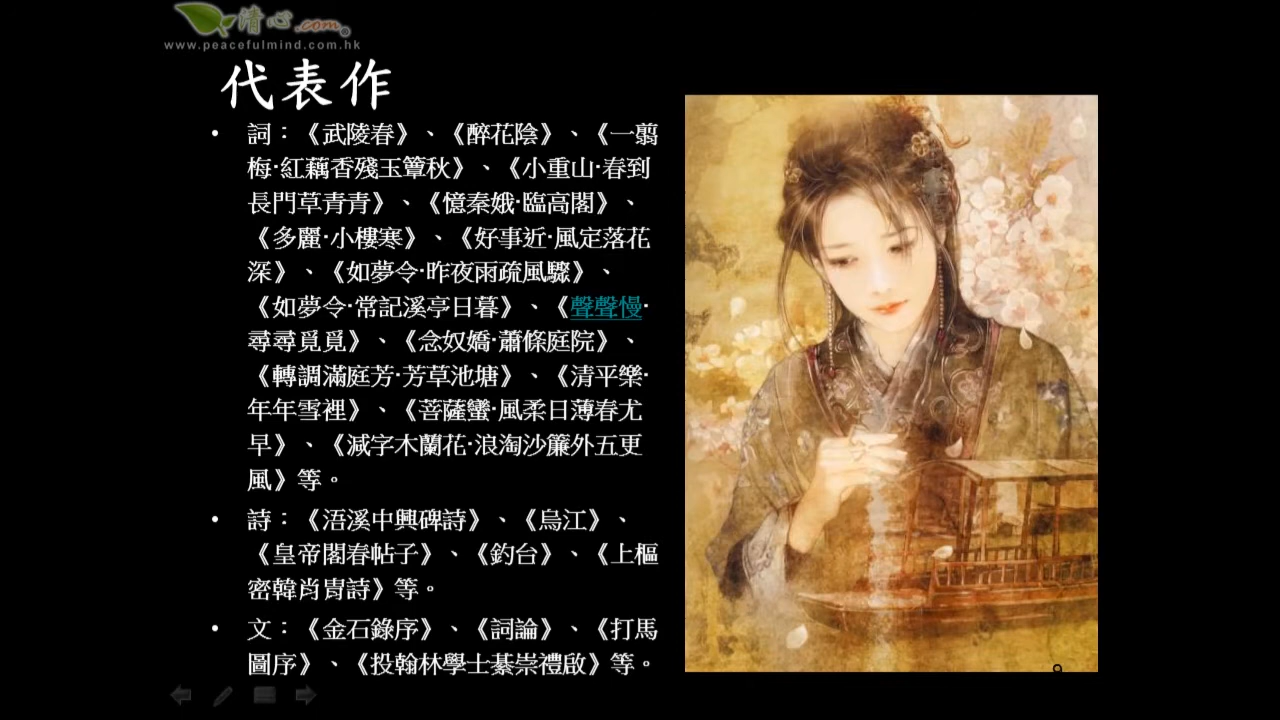 清心.com
www.peacefulmind.com.hk
代表作
• 詞：《武陵春》、《醉花陰》、《一翦
梅·紅藕香殘玉簟秋》、《小重山·春到
長門草青青》、《憶秦娥·臨高閣》、
《多麗·小樓寒》、《好事近·風定落花
深》、《如夢令·昨夜雨疏風驟》、
《如夢令·常記溪亭日暮》、《聲聲慢·
尋尋覓覓》、《念奴嬌·蕭條庭院》、
《轉調滿庭芳·芳草池塘》、《清平樂·
年年雪裡》、《菩薩蠻·風柔日薄春尤
早》、《減字木蘭花·浪淘沙簾外五更
風》等。
• 詩：《浯溪中興碑詩》、《烏江》、
《皇帝閣春帖子》、《釣台》、《上樞
密韓肖胄詩》等。
• 文：《金石錄序》、《詞論》、《打馬
圖序》、《投翰林學士綦崇禮啟》等。
9